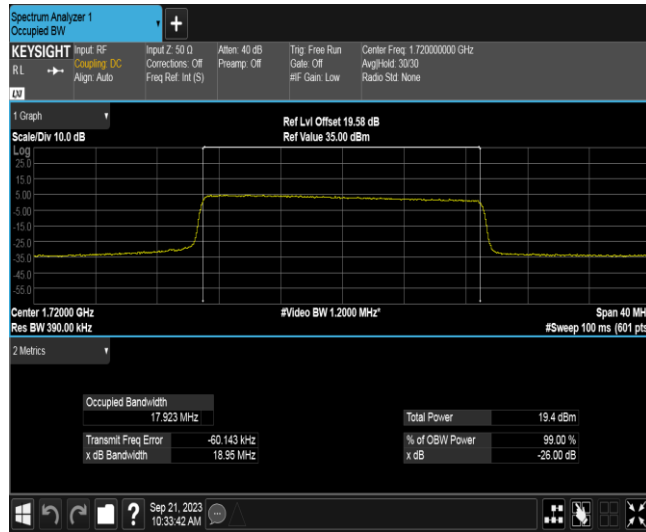 Spectrum Analyzer 1
Occupied BW
+
KEYSIGHT
RL
LXI
Input: RF
Coupling: DC
Align: Auto
Input Z: 50 Ω
Corrections: Off
Freq Ref: Int (S)
Atten: 40 dB
Preamp: Off
Trig: Free Run
Gate: Off
#IF Gain: Low
Center Freq: 1.720000000 GHz
Avg|Hold: 30/30
Radio Std: None
1 Graph
Scale/Div 10.0 dB
Ref Lvl Offset 19.58 dB
Ref Value 35.00 dBm
Log
25.0
15.0
5.00
-5.00
-15.0
-25.0
-35.0
-45.0
-55.0
Center 1.72000 GHz
#Video BW 1.2000 MHz*
Span 40 MH
Res BW 390.00 kHz
#Sweep 100 ms (601 pts
2 Metrics
Occupied Bandwidth
17.923 MHz
Total Power 19.4 dBm
Transmit Freq Error -60.143 kHz
% of OBW Power 99.00 %
x dB Bandwidth 18.95 MHz
x dB -26.00 dB
?
Sep 21, 2023
10:33:42 AM